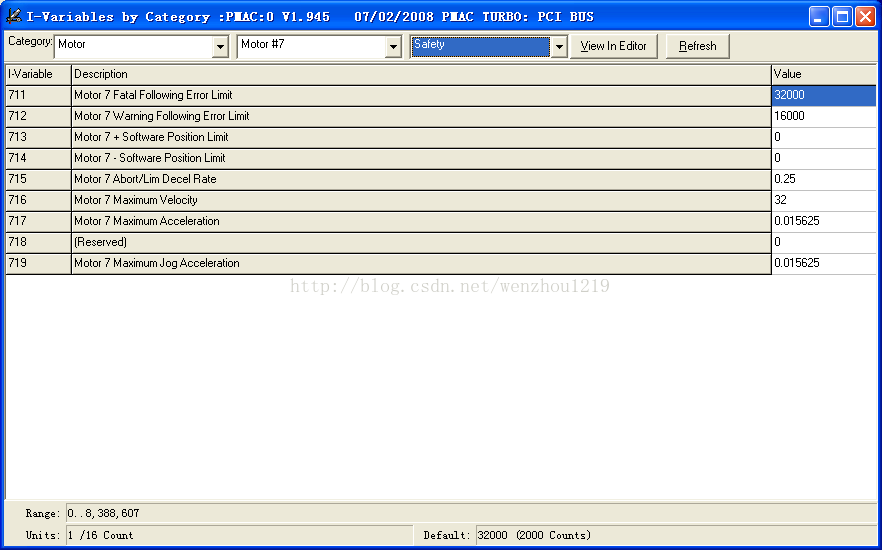 I-Variables by Category :PMAC:0 V1.945 07/02/2008 PMAC TURBO: PCI BUS
Category: Motor Motor #7 Safety View In Editor Refresh
I-Variable Description Value
711 Motor 7 Fatal Following Error Limit 32000
712 Motor 7 Warning Following Error Limit 16000
713 Motor 7 + Software Position Limit 0
714 Motor 7 - Software Position Limit 0
715 Motor 7 Abort/Lim Decel Rate 0.25
716 Motor 7 Maximum Velocity 32
717 Motor 7 Maximum Acceleration 0.015625
718 (Reserved) 0
719 Motor 7 Maximum Jog Acceleration 0.015625
http://blog.csdn.net/wenzhou1219
Range: 0..8,388,607
Units: 1 /16 Count Default: 32000 (2000 Counts)